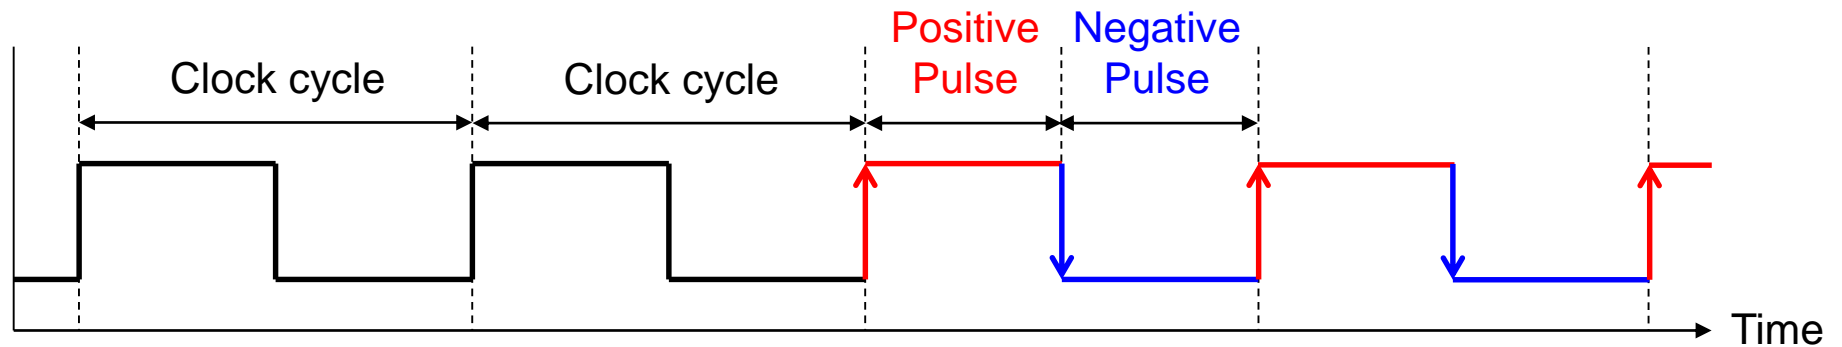 Clock cycle
Clock cycle
Positive
Pulse
Negative
Pulse
Time